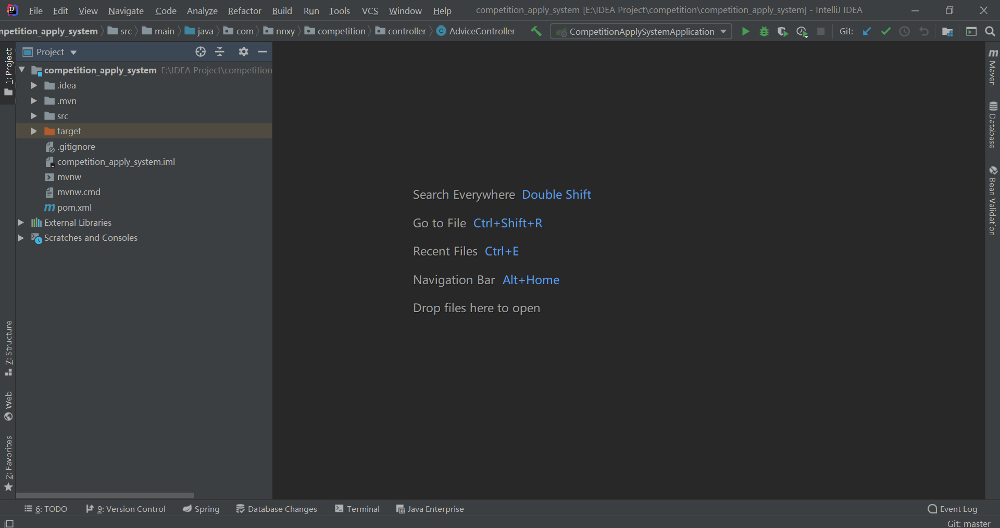 File Edit View Navigate Code Analyze Refactor Build Run Tools VCS Window Help competition_apply_system [E:\IDEA Project\competition\competition_apply_system] - IntelliJ IDEA
npetition_apply_system src main java com nnxy competition controller AdviceController CompetitionApplySystemApplication Git:
Project
competition_apply_system E:\IDEA Project\competition
.idea
.mvn
src
target
.gitignore
competition_apply_system.iml
mvnw
mvnw.cmd
pom.xml
External Libraries
Scratches and Consoles
1: Project
7: Structure
Web
2: Favorites
Search Everywhere Double Shift
Go to File Ctrl+Shift+R
Recent Files Ctrl+E
Navigation Bar Alt+Home
Drop files here to open
Maven
Database
Bean Validation
6: TODO 9: Version Control Spring Database Changes Terminal Java Enterprise Event Log
Git: master